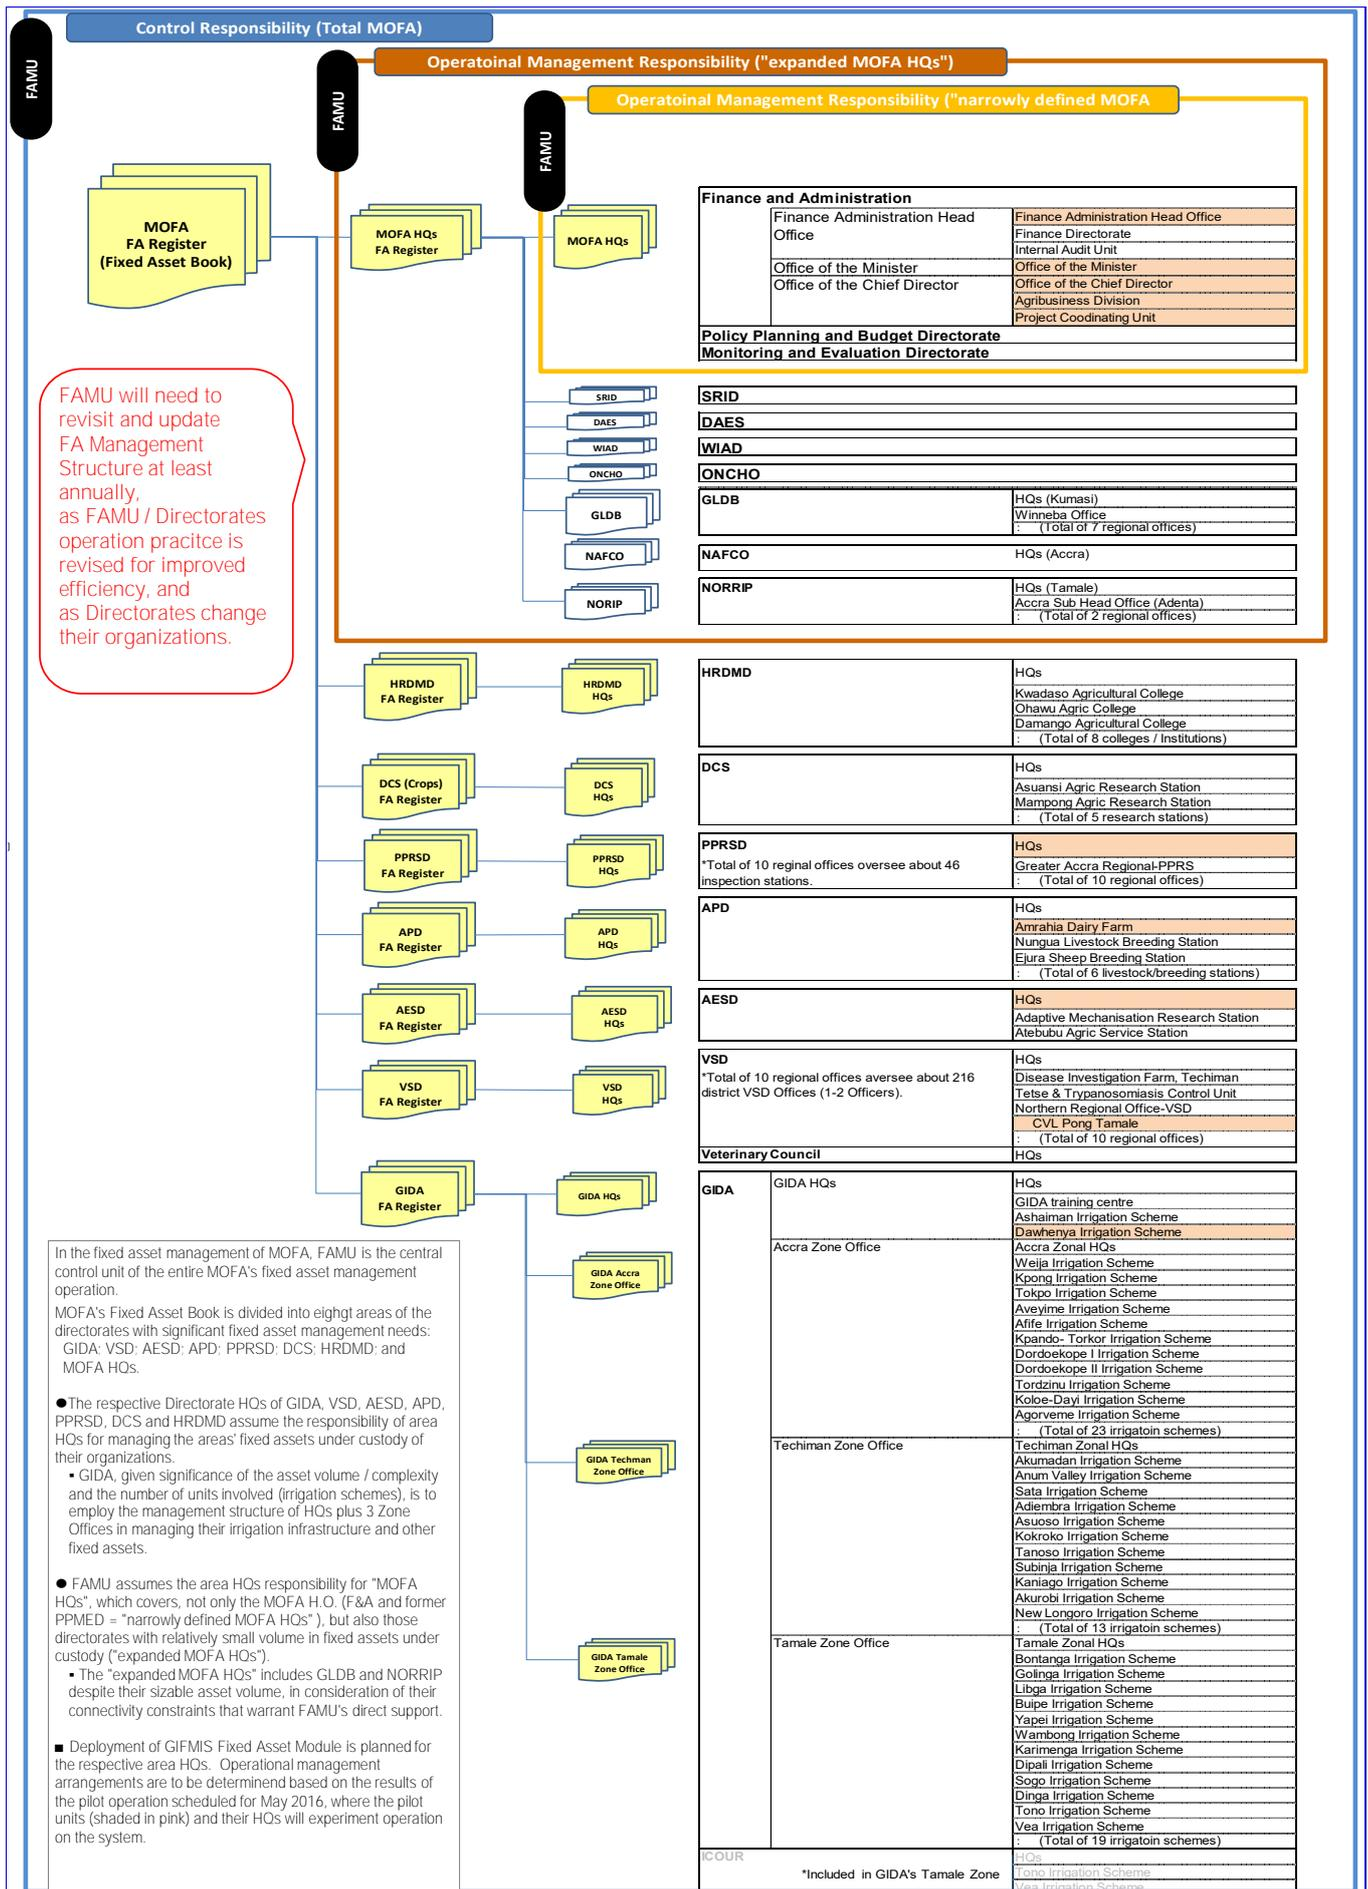 Control Responsibility (Total MOFA)
FAMU
Operatoinal Management Responsibility ("expanded MOFA HQs")
FAMU
Operatoinal Management Responsibility ("narrowly defined MOFA
FAMU
MOFA
FA Register
(Fixed Asset Book)
MOFA HQs
FA Register
MOFA HQs
Finance and Administration
Finance Administration Head
Office
Finance Administration Head Office
Finance Directorate
Internal Audit Unit
Office of the Minister
Office of the Minister
Office of the Chief Director
Office of the Chief Director
Agribusiness Division
Project Coodinating Unit
Policy Planning and Budget Directorate
Monitoring and Evaluation Directorate
FAMU will need to
revisit and update
FA Management
Structure at least
annually,
as FAMU / Directorates
operation pracitce is
revised for improved
efficiency, and
as Directorates change
their organizations.
SRID
SRID
DAES
DAES
WIAD
WIAD
ONCHO
ONCHO
GLDB
GLDB
HQs (Kumasi)
Winneba Office
: (Total of 7 regional offices)
NAFCO
NAFCO
HQs (Accra)
NORIP
NORRIP
HQs (Tamale)
Accra Sub Head Office (Adenta)
: (Total of 2 regional offices)
HRDMD
FA Register
HRDMD
HQs
HRDMD
HQs
Kwadaso Agricultural College
Ohawu Agric College
Damango Agricultural College
: (Total of 8 colleges / Institutions)
DCS (Crops)
FA Register
DCS
HQs
DCS
HQs
Asuansi Agric Research Station
Mampong Agric Research Station
: (Total of 5 research stations)
PPRSD
FA Register
PPRSD
HQs
PPRSD
*Total of 10 reginal offices oversee about 46
inspection stations.
HQs
Greater Accra Regional-PPRS
: (Total of 10 regional offices)
APD
FA Register
APD
HQs
APD
HQs
Amrahia Dairy Farm
Nungua Livestock Breeding Station
Ejura Sheep Breeding Station
: (Total of 6 livestock/breeding stations)
AESD
FA Register
AESD
HQs
AESD
HQs
Adaptive Mechanisation Research Station
Atebubu Agric Service Station
VSD
FA Register
VSD
HQs
VSD
*Total of 10 regional offices aversee about 216
district VSD Offices (1-2 Officers).
HQs
Disease Investigation Farm, Techiman
Tetse & Trypanosomiasis Control Unit
Northern Regional Office-VSD
CVL Pong Tamale
: (Total of 10 regional offices)
Veterinary Council
HQs
GIDA
FA Register
GIDA HQs
GIDA
GIDA HQs
HQs
GIDA training centre
Ashaiman Irrigation Scheme
Dawhenya Irrigation Scheme
GIDA Accra
Zone Office
Accra Zone Office
Accra Zonal HQs
Weija Irrigation Scheme
Kpong Irrigation Scheme
Tokpo Irrigation Scheme
Aveyime Irrigation Scheme
Afife Irrigation Scheme
Kpando- Torkor Irrigation Scheme
Dordoekope I Irrigation Scheme
Dordoekope II Irrigation Scheme
Tordzinu Irrigation Scheme
Koloe-Dayi Irrigation Scheme
Agorveme Irrigation Scheme
: (Total of 23 irrigatoin schemes)
GIDA Techman
Zone Office
Techiman Zone Office
Techiman Zonal HQs
Akumadan Irrigation Scheme
Anum Valley Irrigation Scheme
Sata Irrigation Scheme
Adiembra Irrigation Scheme
Asuoso Irrigation Scheme
Kokroko Irrigation Scheme
Tanoso Irrigation Scheme
Subinja Irrigation Scheme
Kaniago Irrigation Scheme
Akurobi Irrigation Scheme
New Longoro Irrigation Scheme
: (Total of 13 irrigatoin schemes)
GIDA Tamale
Zone Office
Tamale Zone Office
Tamale Zonal HQs
Bontanga Irrigation Scheme
Golinga Irrigation Scheme
Libga Irrigation Scheme
Buipe Irrigation Scheme
Yapei Irrigation Scheme
Wambong Irrigation Scheme
Karimenga Irrigation Scheme
Dipali Irrigation Scheme
Sogo Irrigation Scheme
Dinga Irrigation Scheme
Tono Irrigation Scheme
Vea Irrigation Scheme
: (Total of 19 irrigatoin schemes)
ICOUR
*Included in GIDA's Tamale Zone
HQs
Tono Irrigation Scheme
Vea Irrigation Scheme
In the fixed asset management of MOFA, FAMU is the central
control unit of the entire MOFA's fixed asset management
operation.
MOFA's Fixed Asset Book is divided into eighgt areas of the
directorates with significant fixed asset management needs:
GIDA; VSD; AESD; APD; PPRSD; DCS; HRDMD; and
MOFA HQs.
●The respective Directorate HQs of GIDA, VSD, AESD, APD,
PPRSD, DCS and HRDMD assume the responsibility of area
HQs for managing the areas' fixed assets under custody of
their organizations.
▪ GIDA, given significance of the asset volume / complexity
and the number of units involved (irrigation schemes), is to
employ the management structure of HQs plus 3 Zone
Offices in managing their irrigation infrastructure and other
fixed assets.
● FAMU assumes the area HQs responsibility for "MOFA
HQs", which covers, not only the MOFA H.O. (F&A and former
PPMED = "narrowly defined MOFA HQs" ), but also those
directorates with relatively small volume in fixed assets under
custody ("expanded MOFA HQs").
▪ The "expanded MOFA HQs" includes GLDB and NORRIP
despite their sizable asset volume, in consideration of their
connectivity constraints that warrant FAMU's direct support.
■ Deployment of GIFMIS Fixed Asset Module is planned for
the respective area HQs. Operational management
arrangements are to be determinend based on the results of
the pilot operation scheduled for May 2016, where the pilot
units (shaded in pink) and their HQs will experiment operation
on the system.